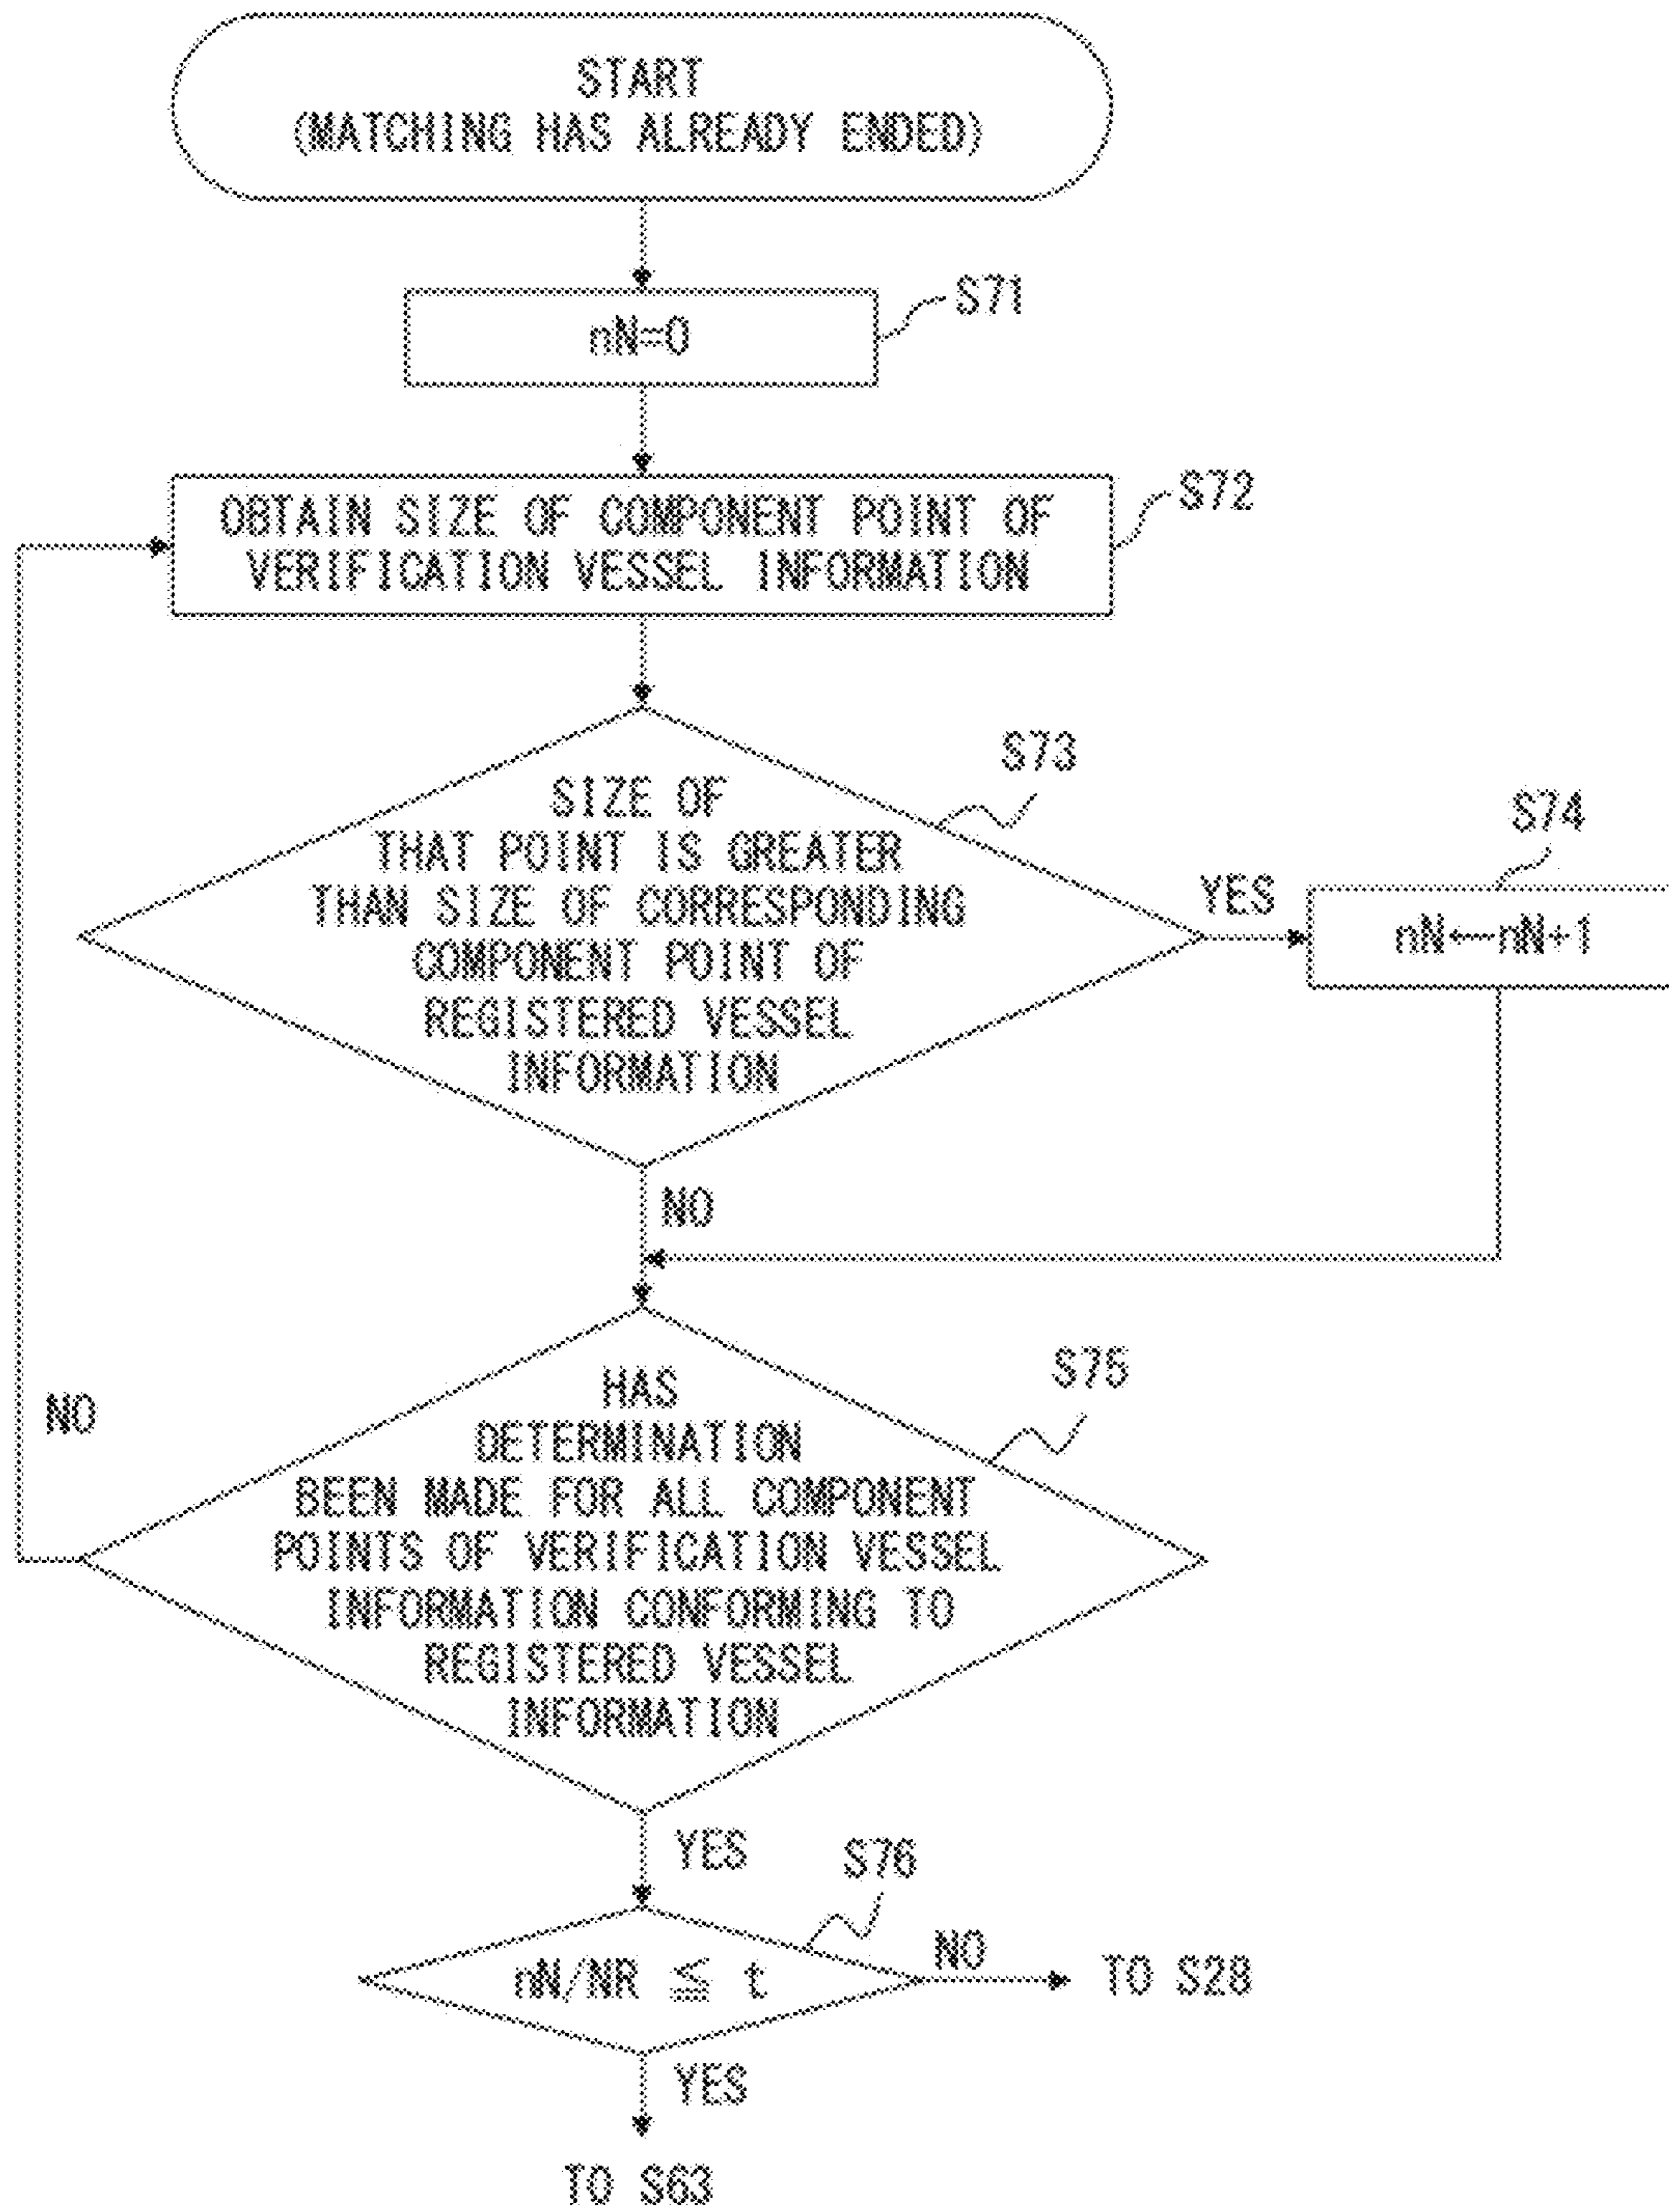 START
(MATCHING HAS ALREADY ENDED)
S71
nN=0
S72
OBTAIN SIZE OF COMPONENT POINT OF
VERIFICATION VESSEL INFORMATION
S73
SIZE OF
THAT POINT IS GREATER
THAN SIZE OF CORRESPONDING
COMPONENT POINT OF
REGISTERED VESSEL
INFORMATION
YES
S74
nN←nN+1
NO
S75
HAS
DETERMINATION
BEEN MADE FOR ALL COMPONENT
POINTS OF VERIFICATION VESSEL
INFORMATION CONFORMING TO
REGISTERED VESSEL
INFORMATION
NO
YES
S76
nN/NR ≦ t
NO
TO S28
YES
TO S63